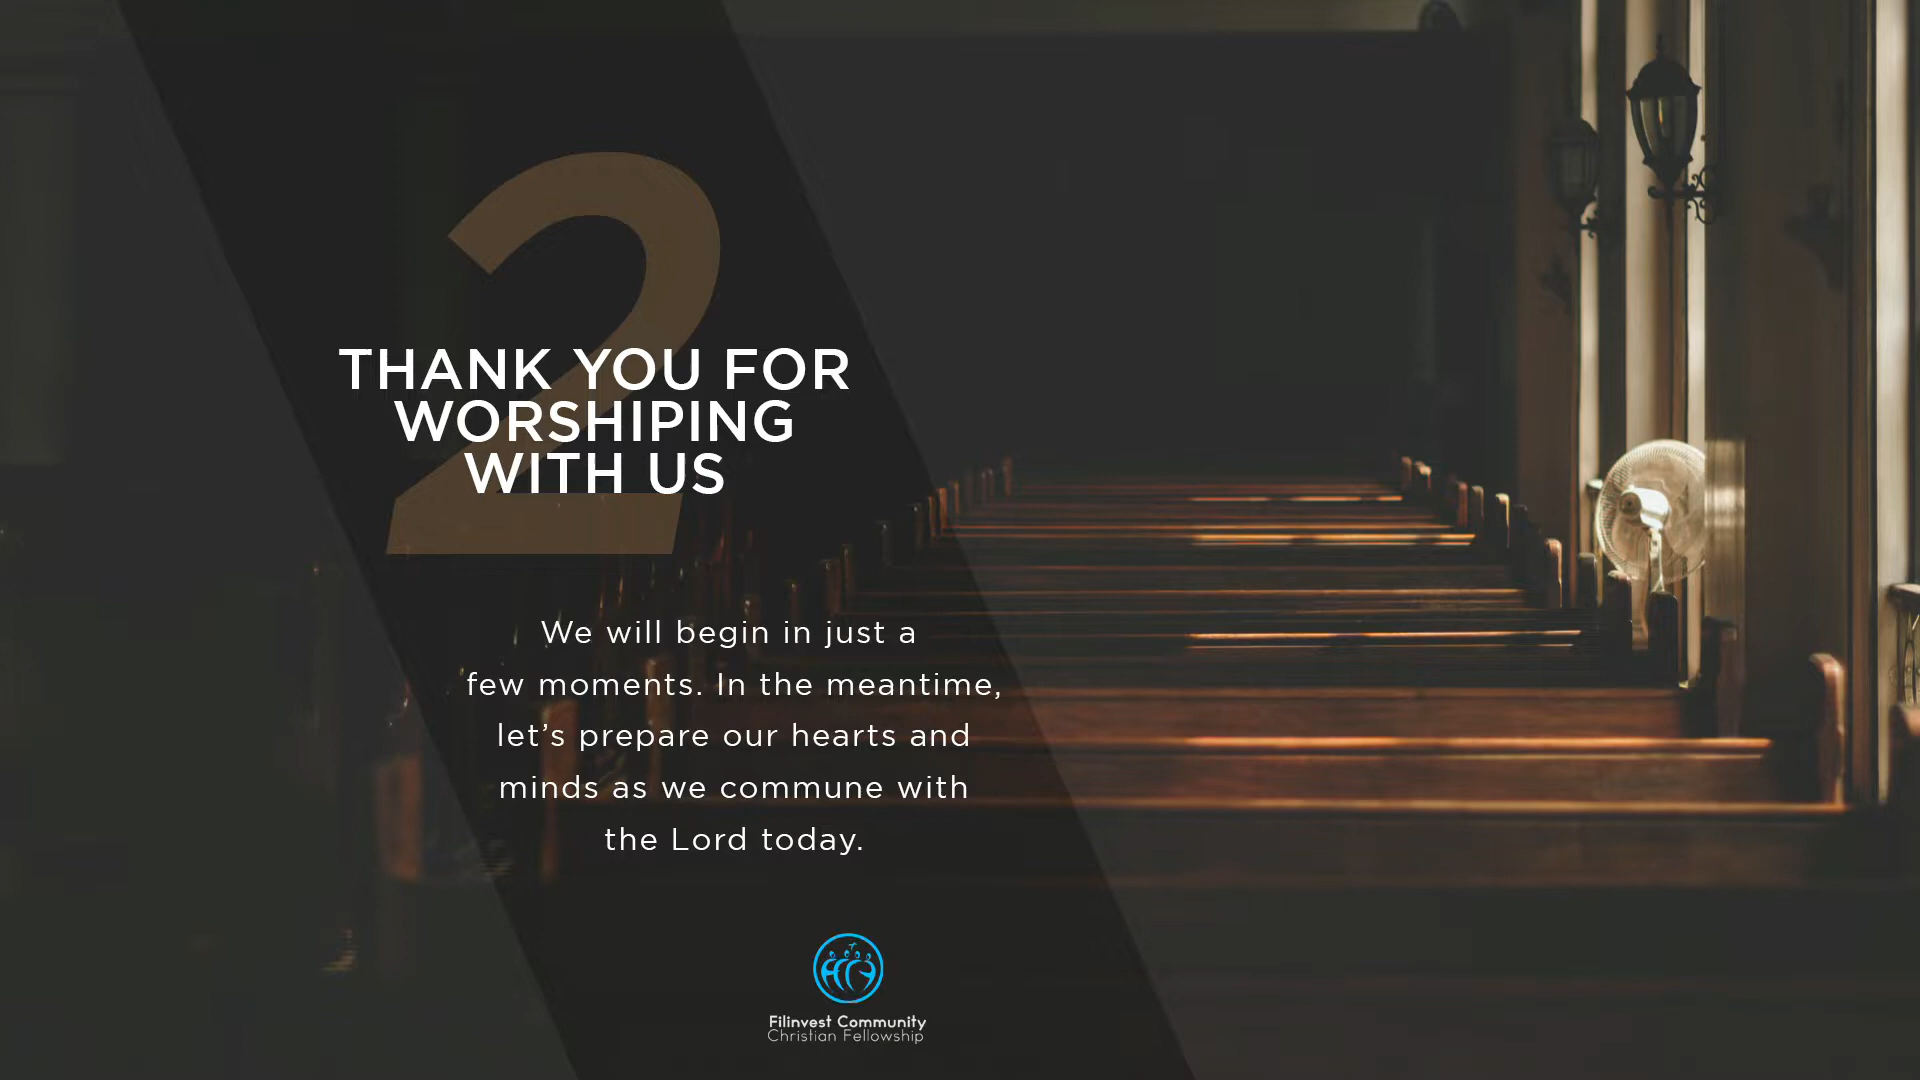 2
THANK YOU FOR
WORSHIPING
WITH US
We will begin in just a
few moments. In the meantime,
let’s prepare our hearts and
minds as we commune with
the Lord today.
FCCF
Filinvest Community
Christian Fellowship